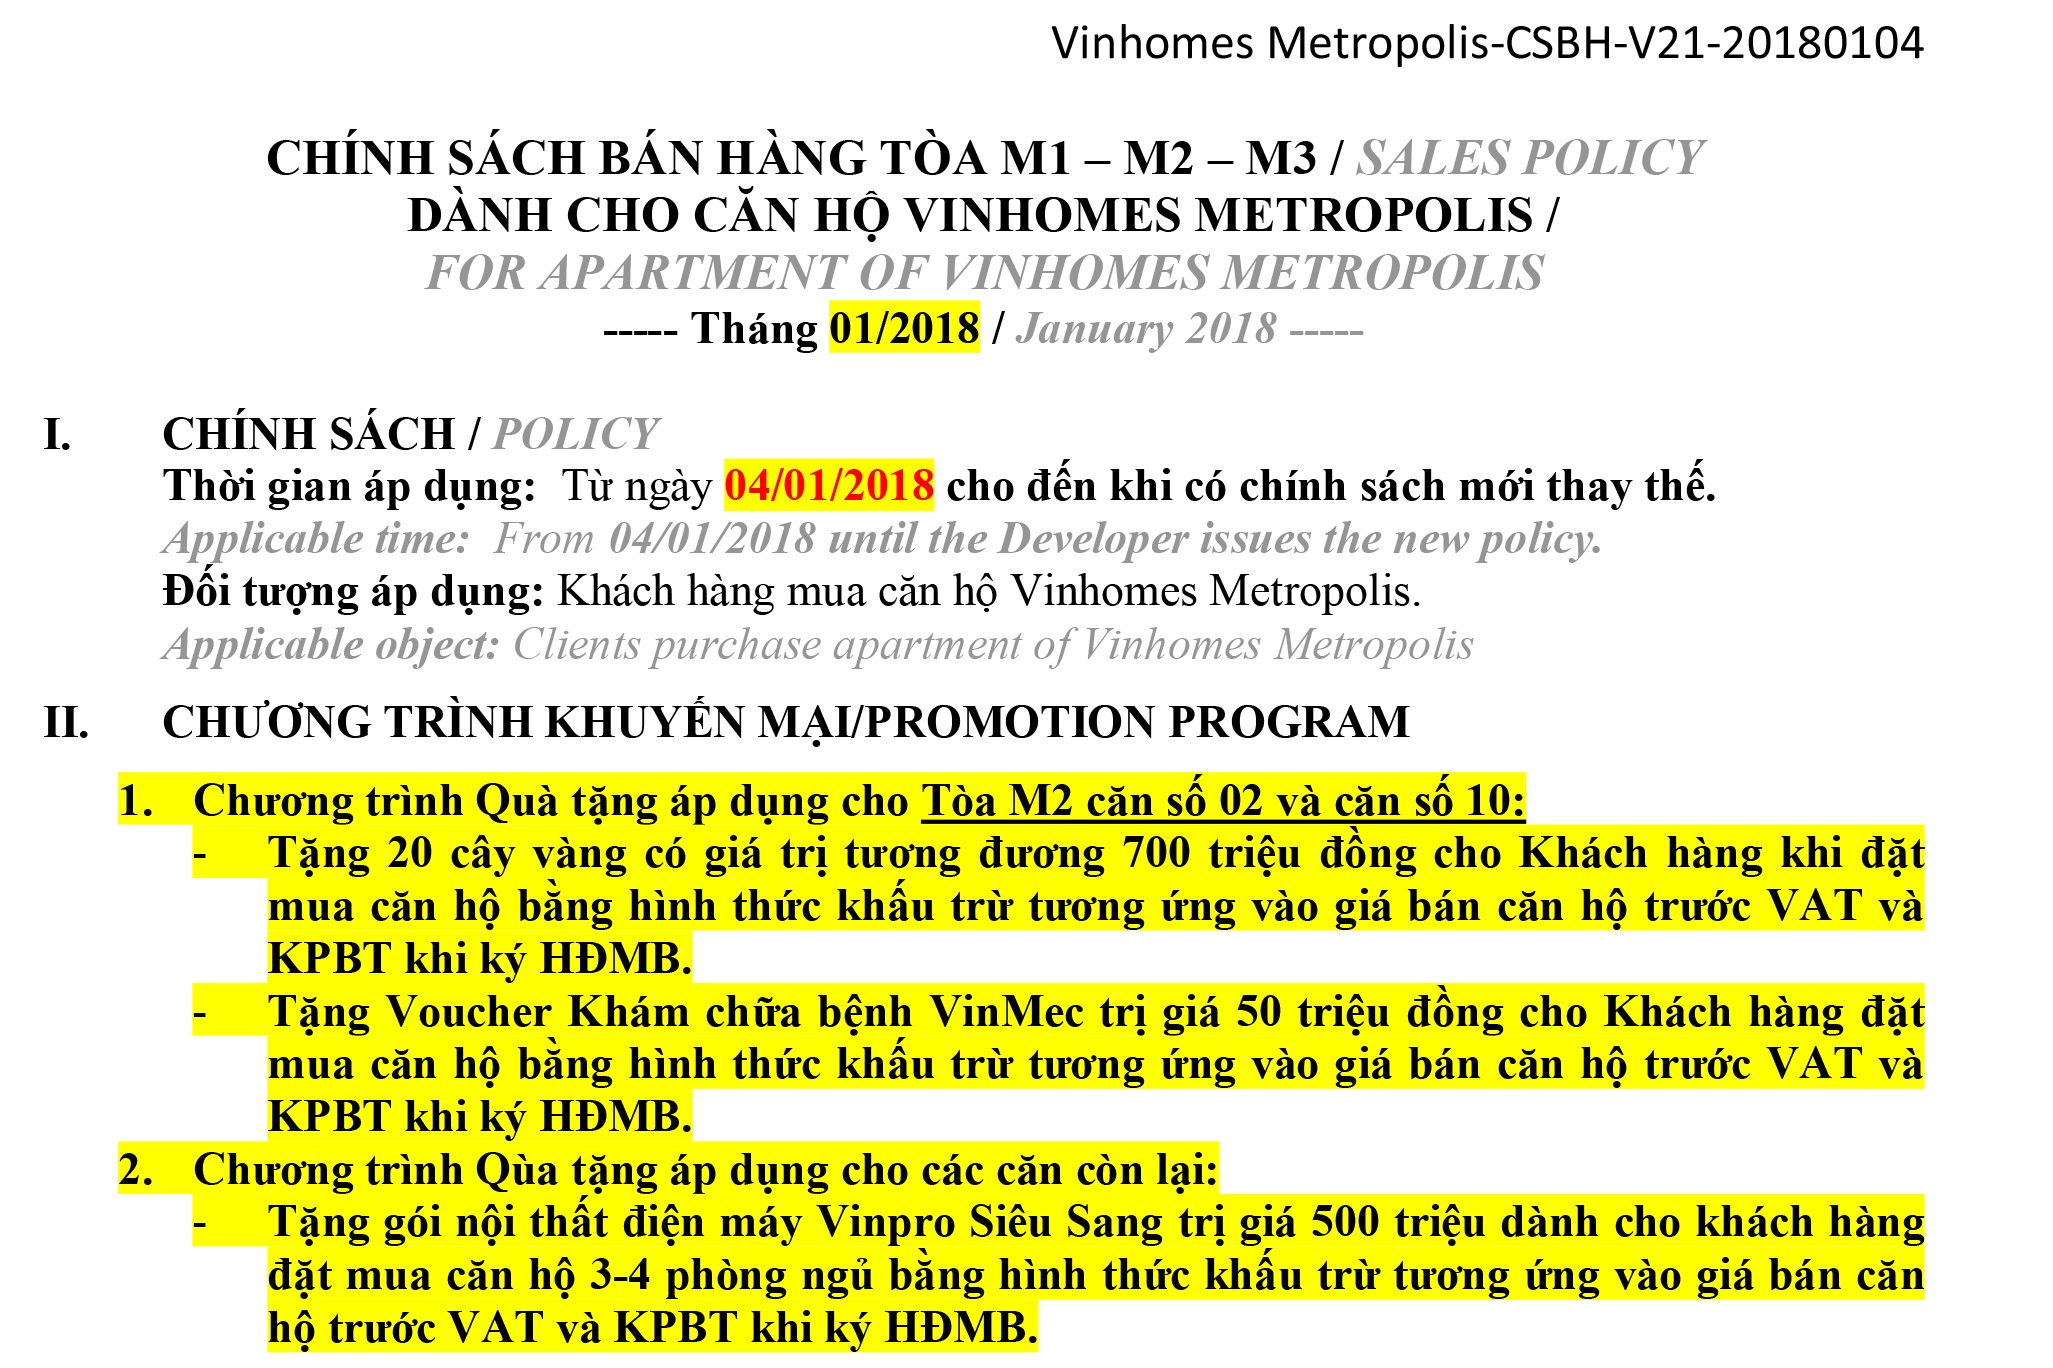 Vinhomes Metropolis-CSBH-V21-20180104
CHÍNH SÁCH BÁN HÀNG TÒA M1 – M2 – M3 / SALES POLICY
DÀNH CHO CĂN HỘ VINHOMES METROPOLIS /
FOR APARTMENT OF VINHOMES METROPOLIS
----- Tháng 01/2018 / January 2018 -----
I. CHÍNH SÁCH / POLICY
Thời gian áp dụng: Từ ngày 04/01/2018 cho đến khi có chính sách mới thay thế.
Applicable time: From 04/01/2018 until the Developer issues the new policy.
Đối tượng áp dụng: Khách hàng mua căn hộ Vinhomes Metropolis.
Applicable object: Clients purchase apartment of Vinhomes Metropolis
II. CHƯƠNG TRÌNH KHUYẾN MẠI/PROMOTION PROGRAM
1. Chương trình Quà tặng áp dụng cho Tòa M2 căn số 02 và căn số 10:
- Tặng 20 cây vàng có giá trị tương đương 700 triệu đồng cho Khách hàng khi đặt
mua căn hộ bằng hình thức khấu trừ tương ứng vào giá bán căn hộ trước VAT và
KPBT khi ký HĐMB.
- Tặng Voucher Khám chữa bệnh VinMec trị giá 50 triệu đồng cho Khách hàng đặt
mua căn hộ bằng hình thức khấu trừ tương ứng vào giá bán căn hộ trước VAT và
KPBT khi ký HĐMB.
2. Chương trình Qùa tặng áp dụng cho các căn còn lại:
- Tặng gói nội thất điện máy Vinpro Siêu Sang trị giá 500 triệu dành cho khách hàng
đặt mua căn hộ 3-4 phòng ngủ bằng hình thức khấu trừ tương ứng vào giá bán căn
hộ trước VAT và KPBT khi ký HĐMB.